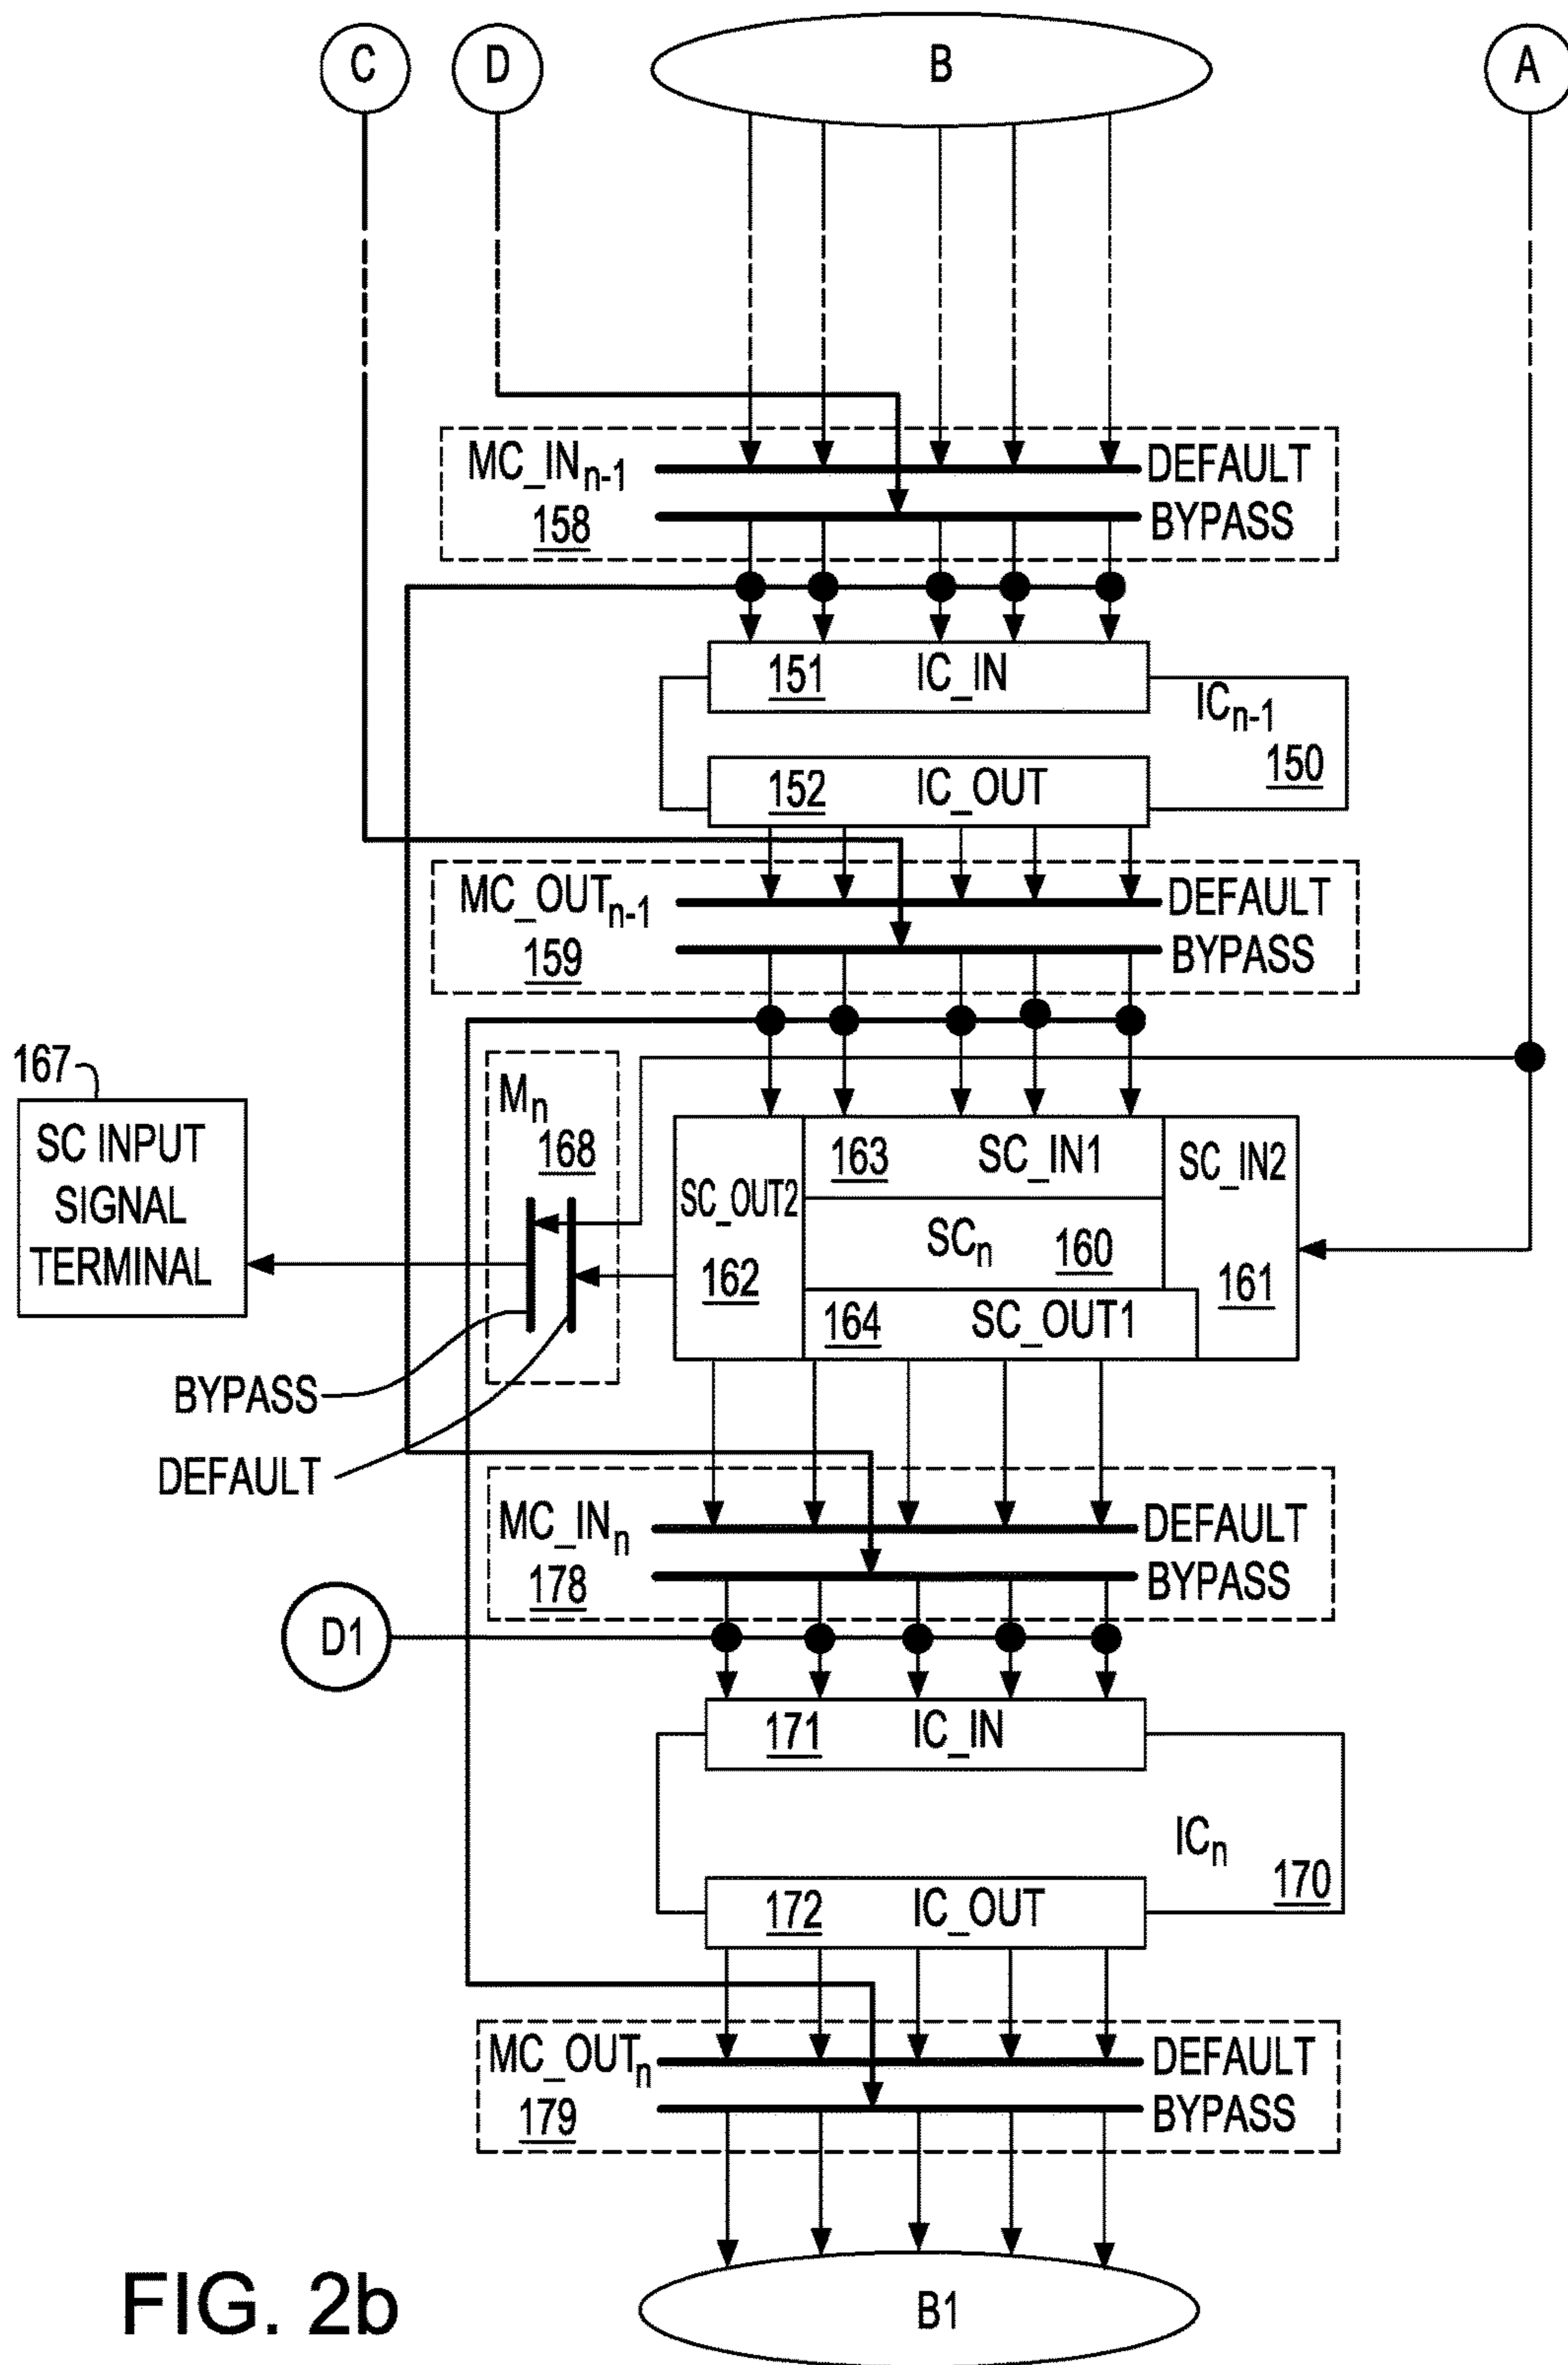 C D B A
MC_INn-1 DEFAULT
158 BYPASS
151 IC_IN
ICn-1
150
152 IC_OUT
MC_OUTn-1 DEFAULT
159 BYPASS
167
SC INPUT
SIGNAL
TERMINAL
Mn
168
163 SC_IN1
SC_IN2
SC_OUT2
SCn 160
162
161
164 SC_OUT1
BYPASS
DEFAULT
MC_INn DEFAULT
178 BYPASS
D1
171 IC_IN
ICn
170
172 IC_OUT
MC_OUTn DEFAULT
179 BYPASS
B1
FIG. 2b